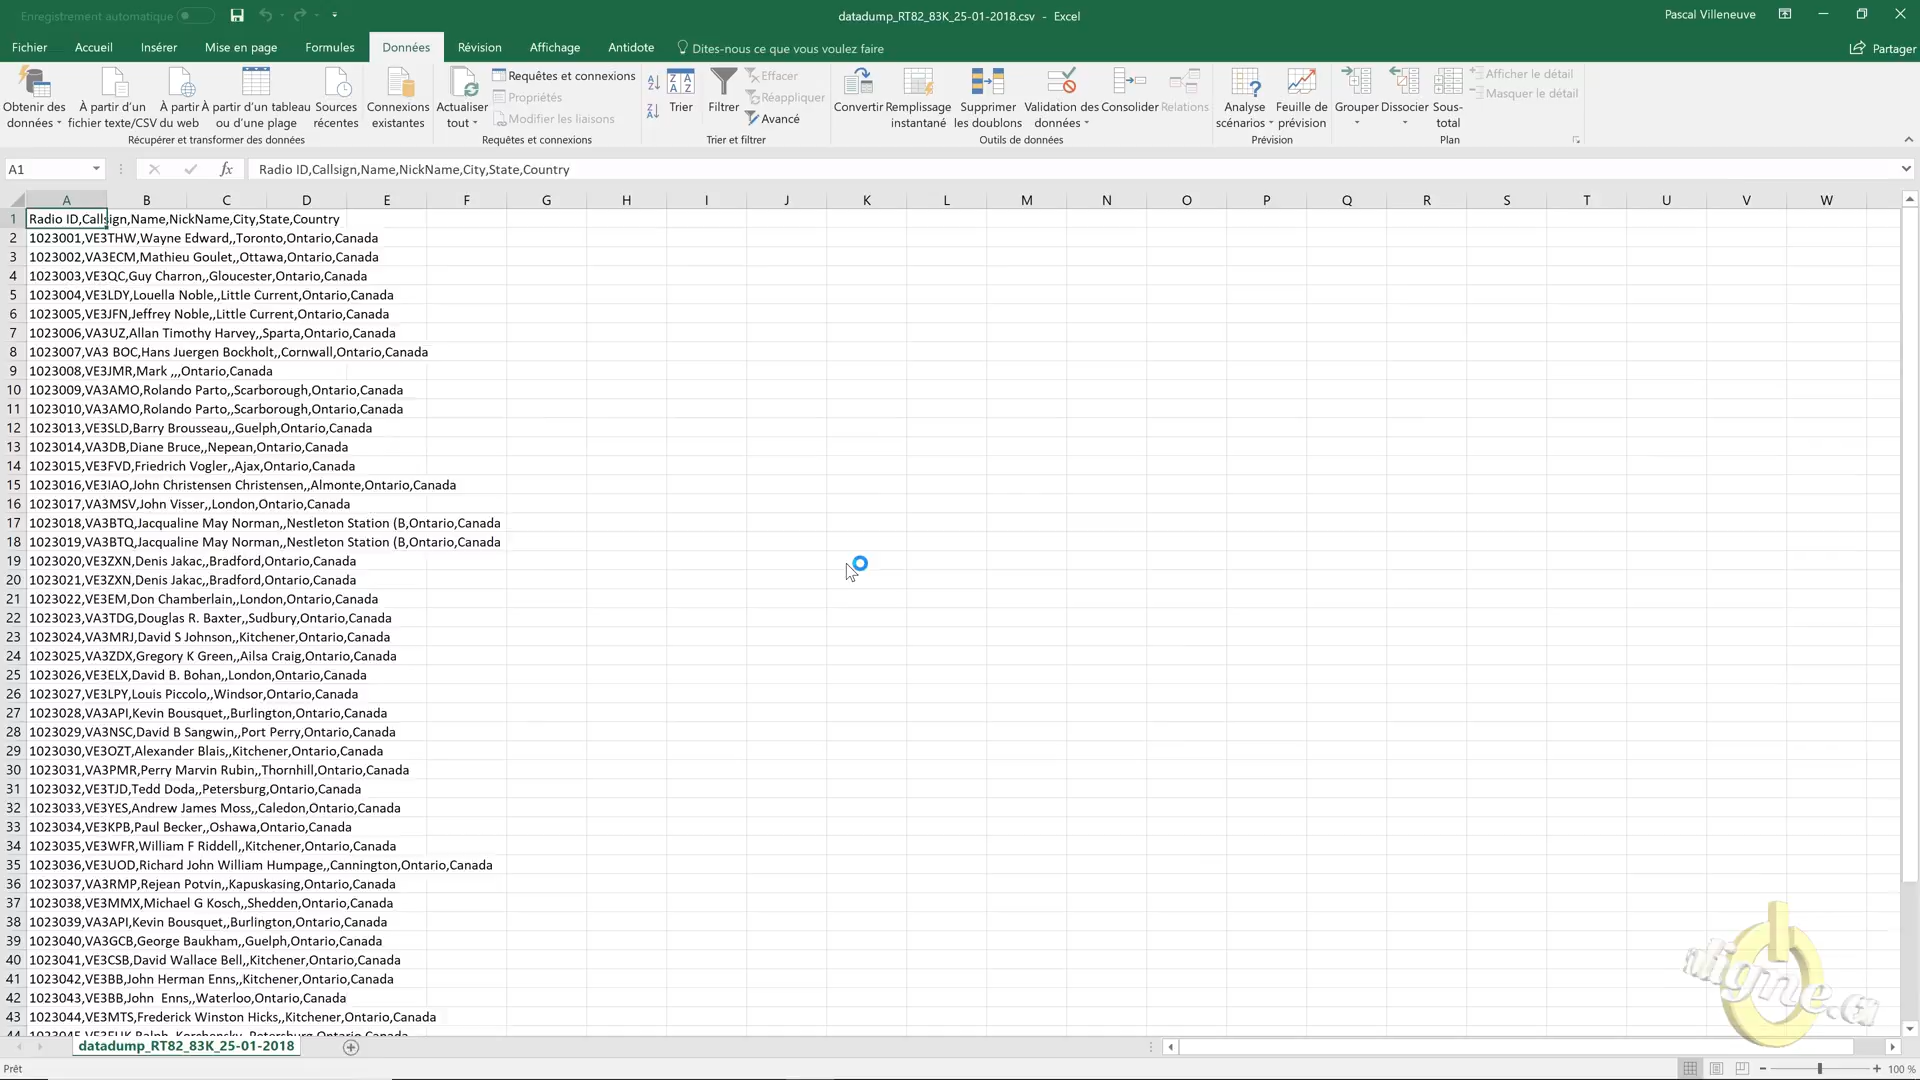 Enregistrement automatique
datadump_RT82_83K_25-01-2018.csv - Excel
Pascal Villeneuve
Fichier Accueil Insérer Mise en page Formules Données Révision Affichage Antidote Dites-nous ce que vous voulez faire Partager
Obtenir des données
À partir d'un fichier texte/CSV
À partir du web
À partir d'un tableau ou d'une plage
Sources récentes
Récupérer et transformer des données
Connexions existantes
Actualiser tout
Requêtes et connexions
Propriétés
Modifier les liaisons
Requêtes et connexions
Trier
Filtrer
Effacer
Réappliquer
Avancé
Trier et filtrer
Convertir
Remplissage instantané
Supprimer les doublons
Validation des données
Consolider
Relations
Outils de données
Analyse scénarios
Feuille de prévision
Prévision
Grouper
Dissocier
Sous-total
Afficher le détail
Masquer le détail
Plan
A1 fx Radio ID,Callsign,Name,NickName,City,State,Country
A B C D E F G H I J K L M N O P Q R S T U V W
1 Radio ID,Callsign,Name,NickName,City,State,Country
2 1023001,VE3THW,Wayne Edward,,Toronto,Ontario,Canada
3 1023002,VA3ECM,Mathieu Goulet,,Ottawa,Ontario,Canada
4 1023003,VE3QC,Guy Charron,,Gloucester,Ontario,Canada
5 1023004,VE3LDY,Louella Noble,,Little Current,Ontario,Canada
6 1023005,VE3JFN,Jeffrey Noble,,Little Current,Ontario,Canada
7 1023006,VA3UZ,Allan Timothy Harvey,,Sparta,Ontario,Canada
8 1023007,VA3 BOC,Hans Juergen Bockholt,,Cornwall,Ontario,Canada
9 1023008,VE3JMR,Mark ,,,Ontario,Canada
10 1023009,VA3AMO,Rolando Parto,,Scarborough,Ontario,Canada
11 1023010,VA3AMO,Rolando Parto,,Scarborough,Ontario,Canada
12 1023013,VE3SLD,Barry Brousseau,,Guelph,Ontario,Canada
13 1023014,VA3DB,Diane Bruce,,Nepean,Ontario,Canada
14 1023015,VE3FVD,Friedrich Vogler,,Ajax,Ontario,Canada
15 1023016,VE3IAO,John Christensen Christensen,,Almonte,Ontario,Canada
16 1023017,VA3MSV,John Visser,,London,Ontario,Canada
17 1023018,VA3BTQ,Jacqualine May Norman,,Nestleton Station (B,Ontario,Canada
18 1023019,VA3BTQ,Jacqualine May Norman,,Nestleton Station (B,Ontario,Canada
19 1023020,VE3ZXN,Denis Jakac,,Bradford,Ontario,Canada
20 1023021,VE3ZXN,Denis Jakac,,Bradford,Ontario,Canada
21 1023022,VE3EM,Don Chamberlain,,London,Ontario,Canada
22 1023023,VA3TDG,Douglas R. Baxter,,Sudbury,Ontario,Canada
23 1023024,VA3MRJ,David S Johnson,,Kitchener,Ontario,Canada
24 1023025,VA3ZDX,Gregory K Green,,Ailsa Craig,Ontario,Canada
25 1023026,VE3ELX,David B. Bohan,,London,Ontario,Canada
26 1023027,VE3LPY,Louis Piccolo,,Windsor,Ontario,Canada
27 1023028,VA3API,Kevin Bousquet,,Burlington,Ontario,Canada
28 1023029,VA3NSC,David B Sangwin,,Port Perry,Ontario,Canada
29 1023030,VE3OZT,Alexander Blais,,Kitchener,Ontario,Canada
30 1023031,VA3PMR,Perry Marvin Rubin,,Thornhill,Ontario,Canada
31 1023032,VE3TJD,Tedd Doda,,Petersburg,Ontario,Canada
32 1023033,VE3YES,Andrew James Moss,,Caledon,Ontario,Canada
33 1023034,VE3KPB,Paul Becker,,Oshawa,Ontario,Canada
34 1023035,VE3WFR,William F Riddell,,Kitchener,Ontario,Canada
35 1023036,VE3UOD,Richard John William Humpage,,Cannington,Ontario,Canada
36 1023037,VA3RMP,Rejean Potvin,,Kapuskasing,Ontario,Canada
37 1023038,VE3MMX,Michael G Kosch,,Shedden,Ontario,Canada
38 1023039,VA3API,Kevin Bousquet,,Burlington,Ontario,Canada
39 1023040,VA3GCB,George Baukham,,Guelph,Ontario,Canada
40 1023041,VE3CSB,David Wallace Bell,,Kitchener,Ontario,Canada
41 1023042,VE3BB,John Herman Enns,,Kitchener,Ontario,Canada
42 1023043,VE3BB,John  Enns,,Waterloo,Ontario,Canada
43 1023044,VE3MTS,Frederick Winston Hicks,,Kitchener,Ontario,Canada
datadump_RT82_83K_25-01-2018
Prêt
100 %